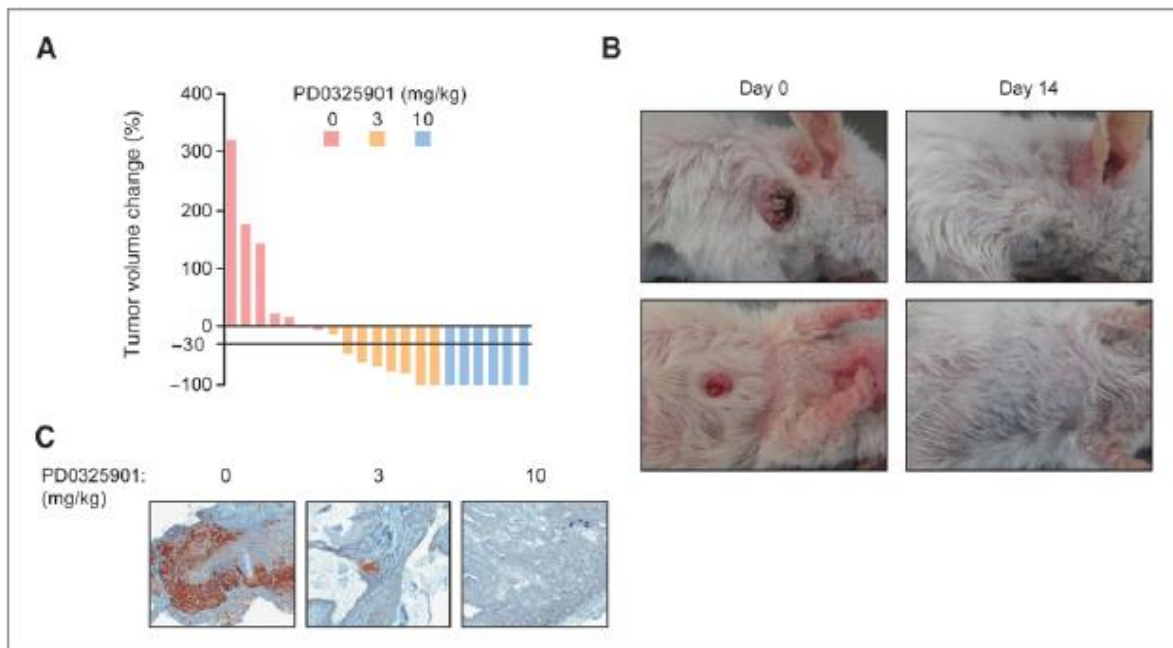 A
PD0325901 (mg/kg)
0 3 10
Tumor volume change (%)
400
300
200
100
0
−30
−100
B
Day 0 Day 14
C
PD0325901: 0 3 10
(mg/kg)